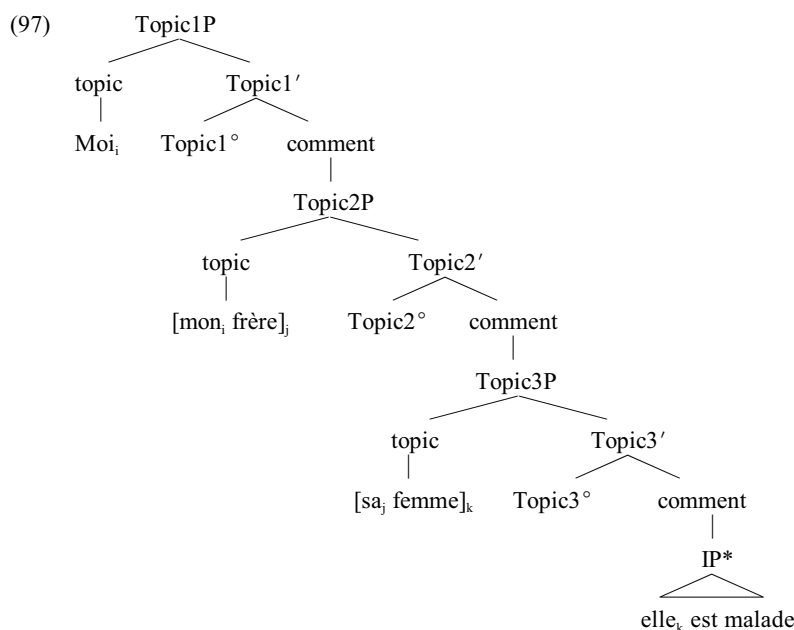 (97) Topic1P
topic Topic1′
Moiᵢ Topic1° comment
Topic2P
topic Topic2′
[monᵢ frère]ⱼ Topic2° comment
Topic3P
topic Topic3′
[saⱼ femme]ₖ Topic3° comment
IP*
elleₖ est malade